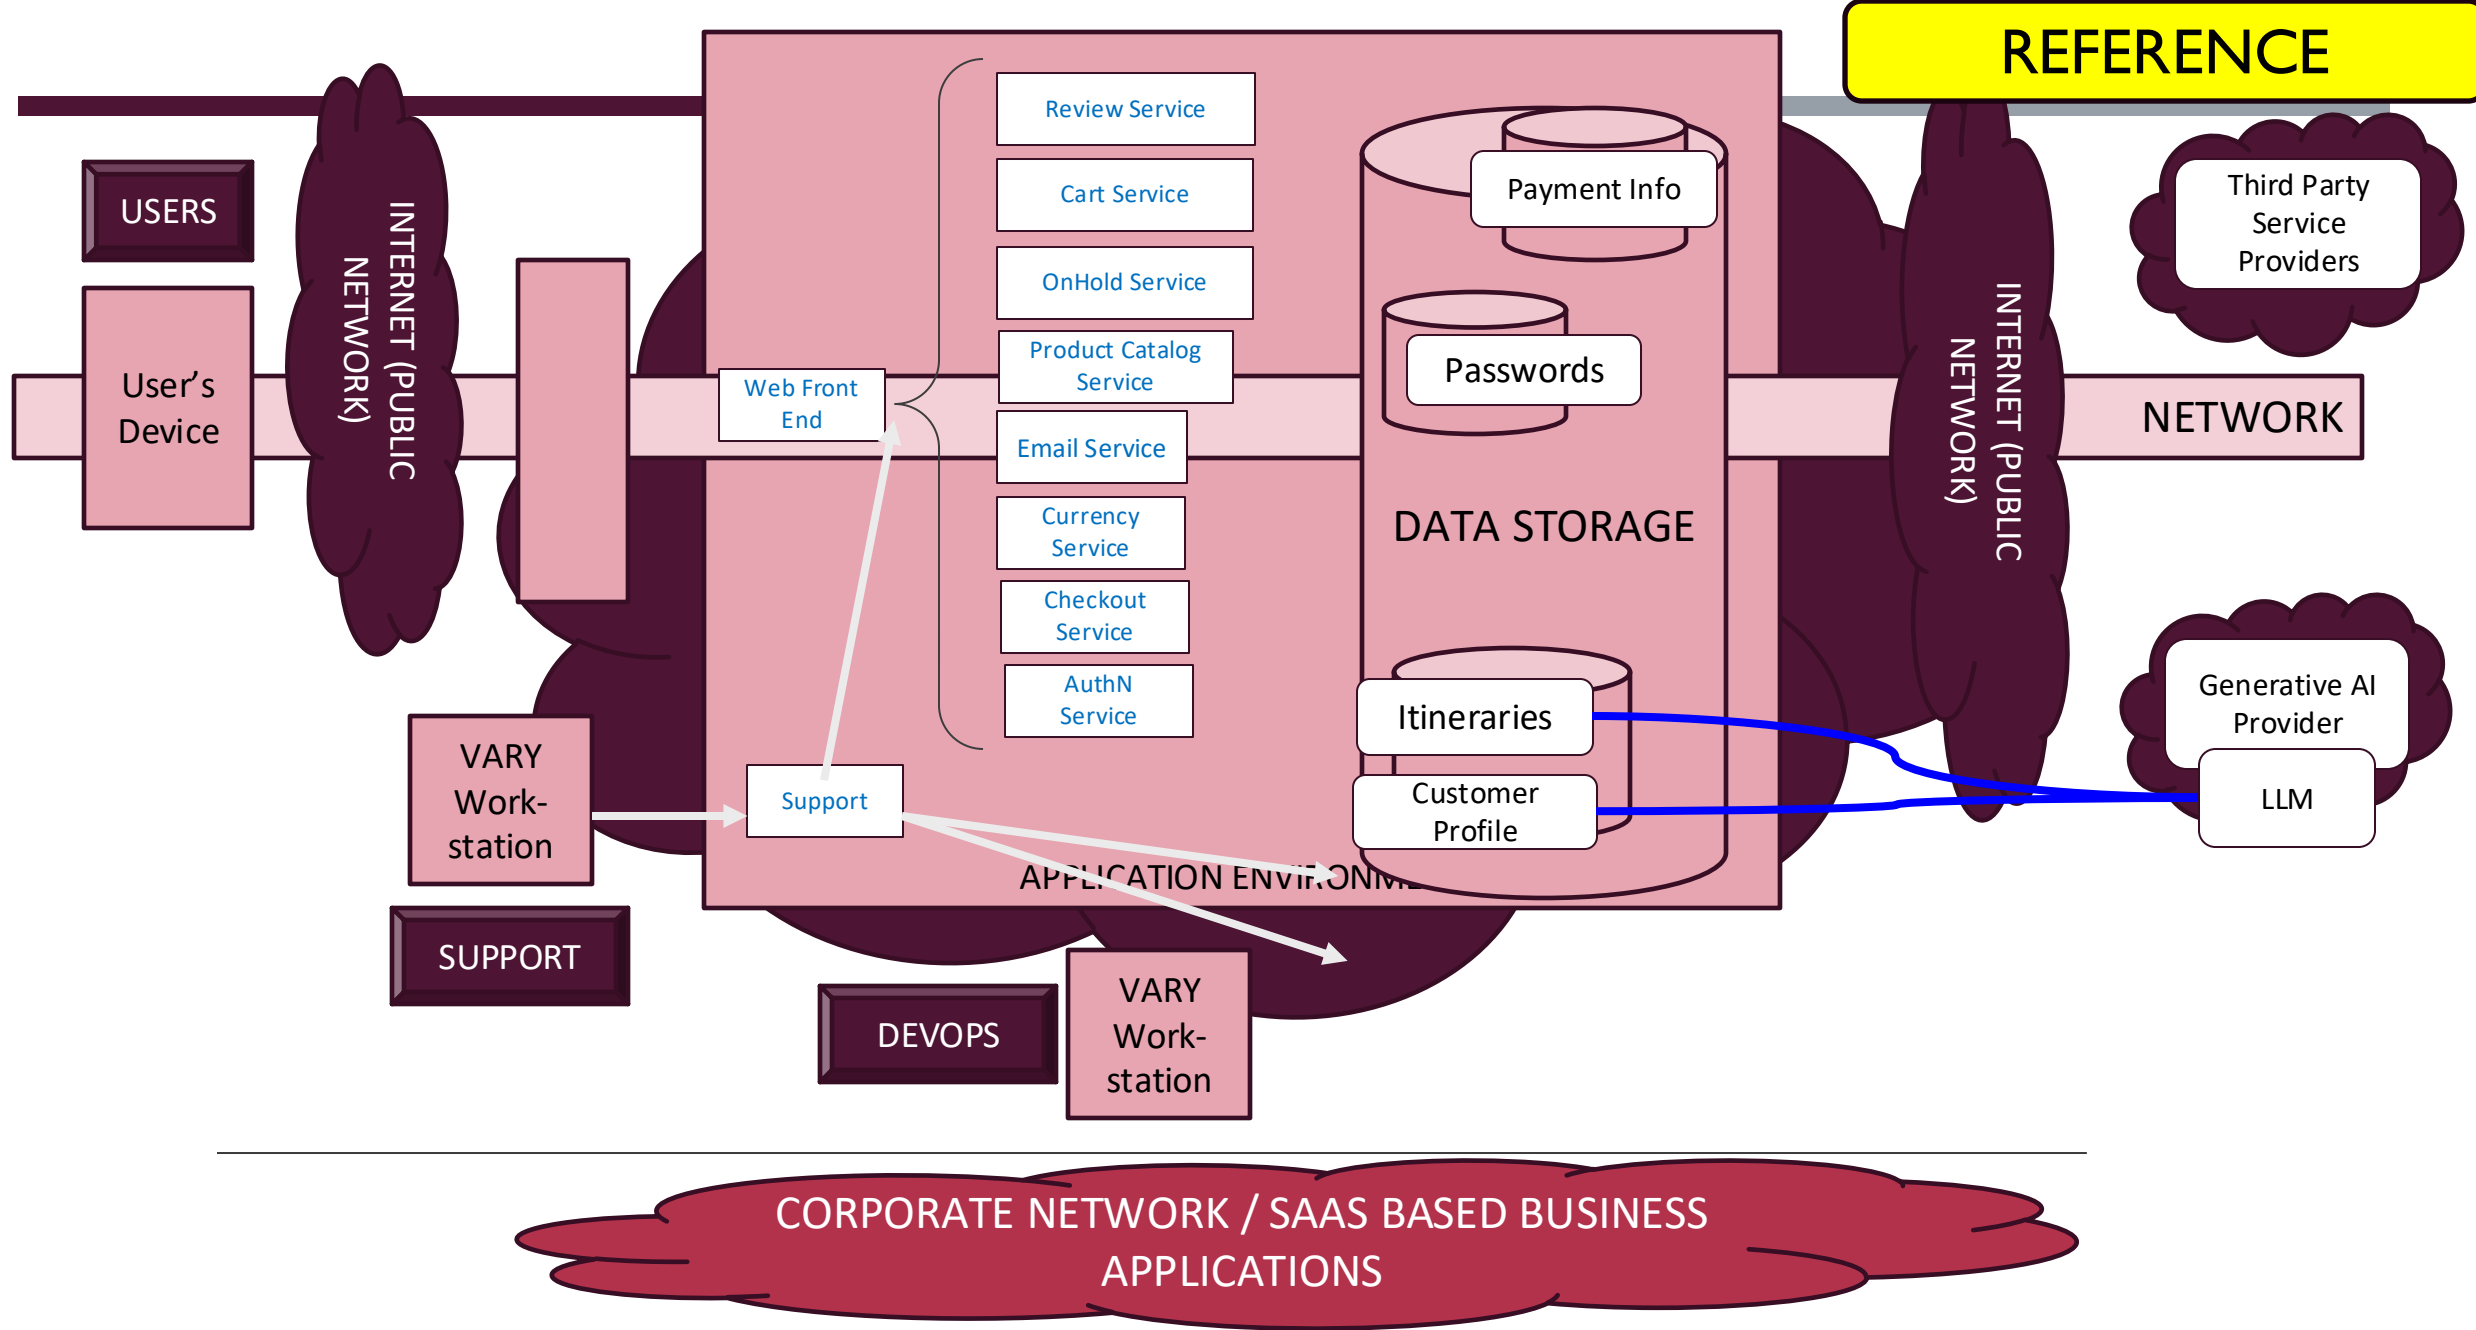 REFERENCE
USERS
User's
Device
INTERNET (PUBLIC
NETWORK)
Web Front
End
Review Service
Cart Service
OnHold Service
Product Catalog
Service
Email Service
Currency
Service
Checkout
Service
AuthN
Service
Support
Payment Info
Passwords
DATA STORAGE
Itineraries
Customer
Profile
APPLICATION ENVIRONME
INTERNET (PUBLIC
NETWORK)
Third Party
Service
Providers
NETWORK
Generative AI
Provider
LLM
VARY
Work-
station
SUPPORT
DEVOPS
VARY
Work-
station
CORPORATE NETWORK / SAAS BASED BUSINESS
APPLICATIONS